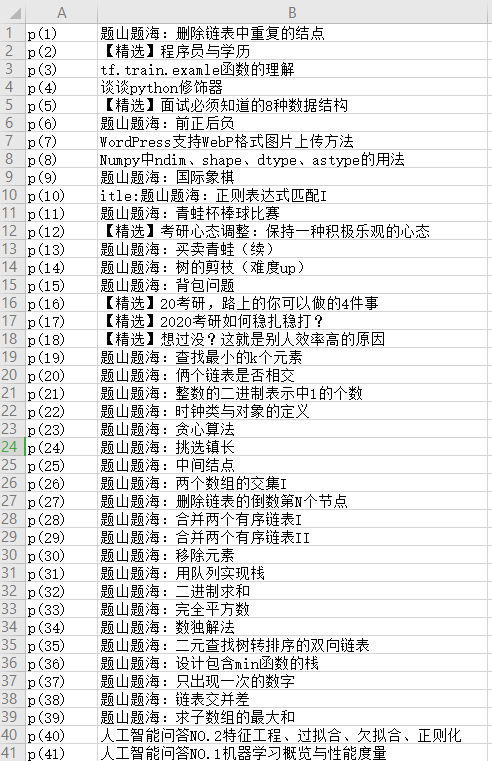 A B
1 p(1) 题山题海：删除链表中重复的结点
2 p(2) 【精选】程序员与学历
3 p(3) tf.train.examle函数的理解
4 p(4) 谈谈python修饰器
5 p(5) 【精选】面试必须知道的8种数据结构
6 p(6) 题山题海：前正后负
7 p(7) WordPress支持WebP格式图片上传方法
8 p(8) Numpy中ndim、shape、dtype、astype的用法
9 p(9) 题山题海：国际象棋
10 p(10) itle:题山题海：正则表达式匹配I
11 p(11) 题山题海：青蛙杯棒球比赛
12 p(12) 【精选】考研心态调整：保持一种积极乐观的心态
13 p(13) 题山题海：买卖青蛙（续）
14 p(14) 题山题海：树的剪枝（难度up）
15 p(15) 题山题海：背包问题
16 p(16) 【精选】20考研，路上的你可以做的4件事
17 p(17) 【精选】2020考研如何稳扎稳打？
18 p(18) 【精选】想过没？这就是别人效率高的原因
19 p(19) 题山题海：查找最小的k个元素
20 p(20) 题山题海：俩个链表是否相交
21 p(21) 题山题海：整数的二进制表示中1的个数
22 p(22) 题山题海：时钟类与对象的定义
23 p(23) 题山题海：贪心算法
24 p(24) 题山题海：挑选镇长
25 p(25) 题山题海：中间结点
26 p(26) 题山题海：两个数组的交集I
27 p(27) 题山题海：删除链表的倒数第N个节点
28 p(28) 题山题海：合并两个有序链表I
29 p(29) 题山题海：合并两个有序链表II
30 p(30) 题山题海：移除元素
31 p(31) 题山题海：用队列实现栈
32 p(32) 题山题海：二进制求和
33 p(33) 题山题海：完全平方数
34 p(34) 题山题海：数独解法
35 p(35) 题山题海：二元查找树转排序的双向链表
36 p(36) 题山题海：设计包含min函数的栈
37 p(37) 题山题海：只出现一次的数字
38 p(38) 题山题海：链表交并差
39 p(39) 题山题海：求子数组的最大和
40 p(40) 人工智能问答NO.2特征工程、过拟合、欠拟合、正则化
41 p(41) 人工智能问答NO.1机器学习概览与性能度量